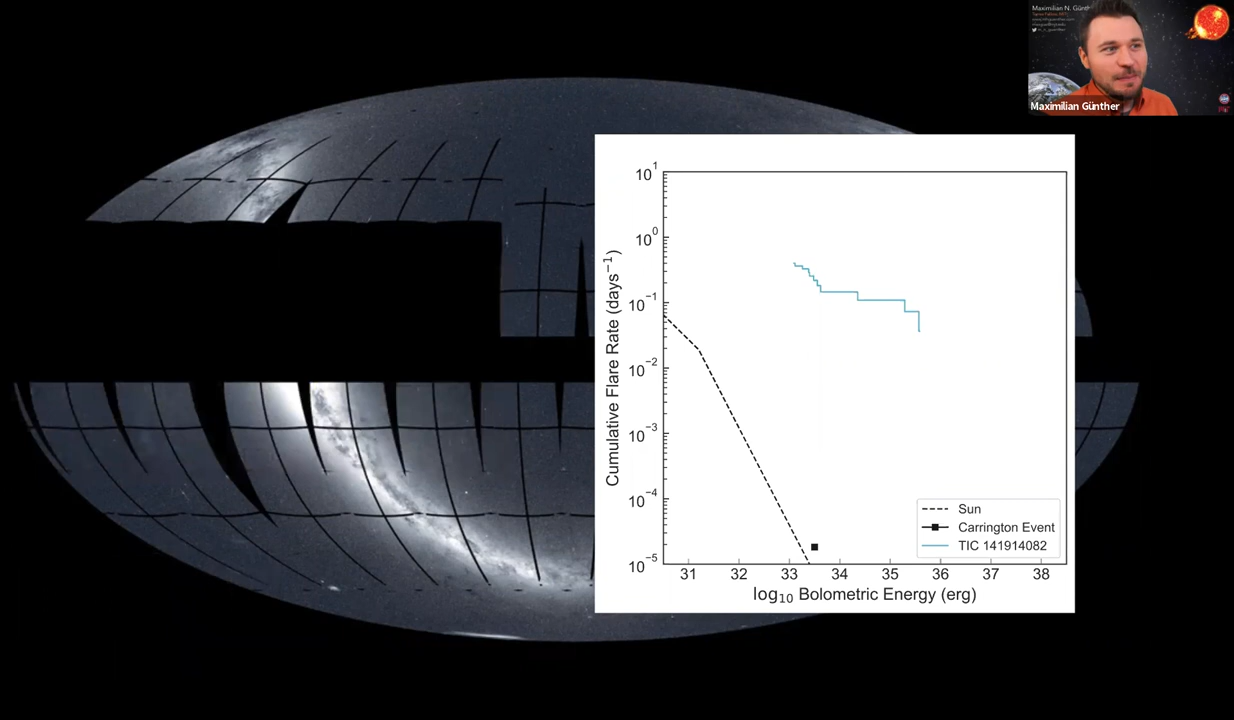 Maximilian N. Günth
Maximilian Günther
10^1
10^0
10^-1
10^-2
10^-3
10^-4
10^-5
Cumulative Flare Rate (days^-1)
Sun
Carrington Event
TIC 141914082
31 32 33 34 35 36 37 38
log10 Bolometric Energy (erg)